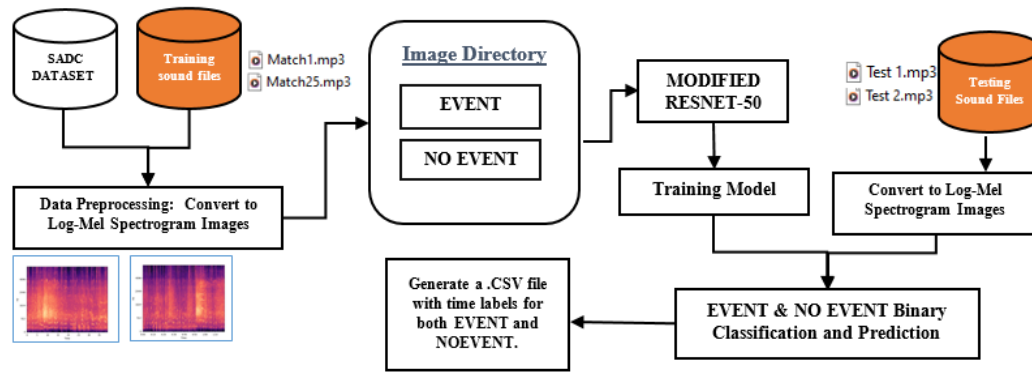 SADC
DATASET
Training
sound files
Match1.mp3
Match25.mp3
Image Directory
EVENT
NO EVENT
MODIFIED
RESNET-50
Training Model
Test 1.mp3
Test 2.mp3
Testing
Sound Files
Data Preprocessing: Convert to
Log-Mel Spectrogram Images
Convert to Log-Mel
Spectrogram Images
Generate a .CSV file
with time labels for
both EVENT and
NOEVENT.
EVENT & NO EVENT Binary
Classification and Prediction